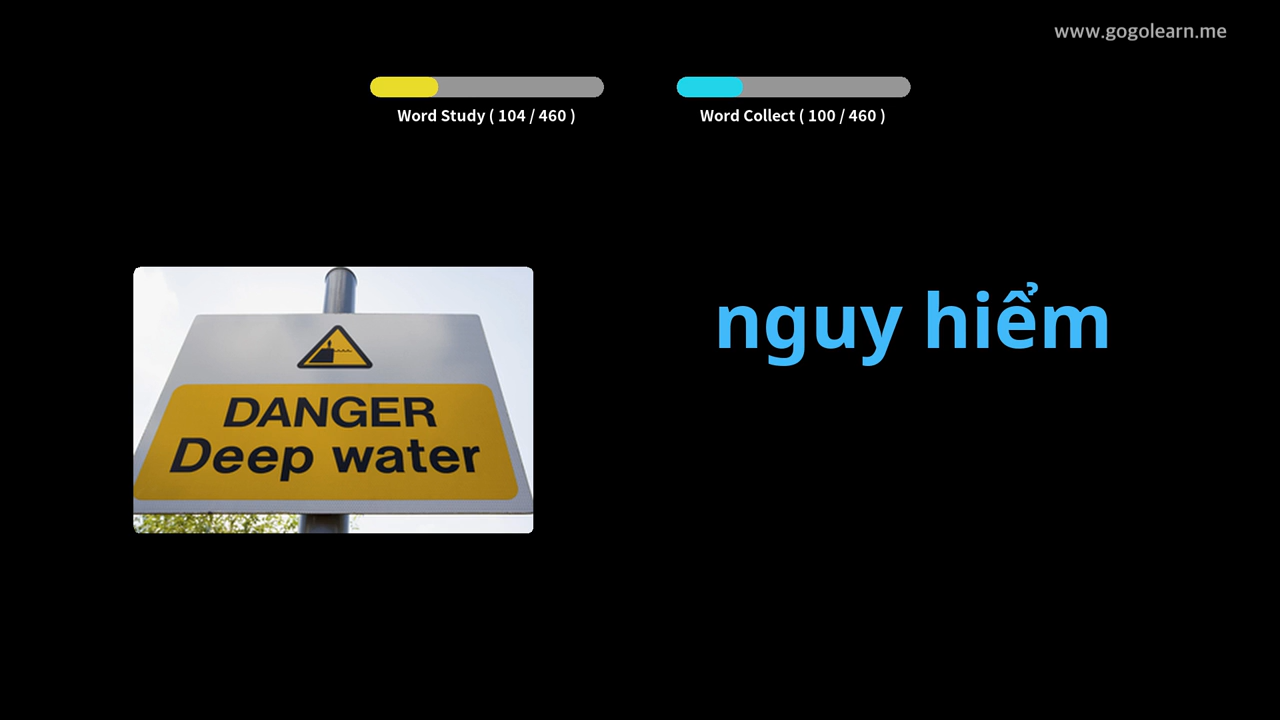 www.gogolearn.me
Word Study ( 104 / 460 )
Word Collect ( 100 / 460 )
DANGER
Deep water
nguy hiểm